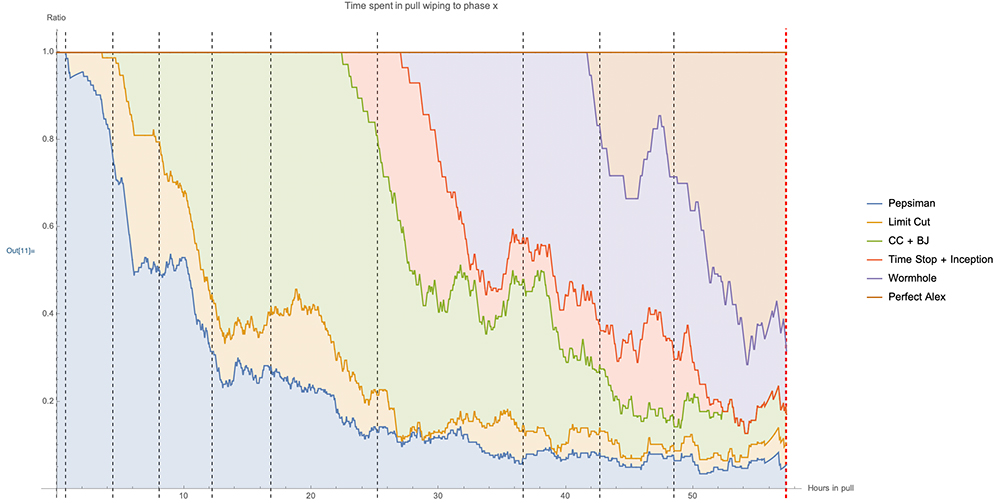 Time spent in pull wiping to phase x
Ratio
1.0
0.8
0.6
0.4
0.2
Out[11]=
10 20 30 40 50
Hours in pull
Pepsiman
Limit Cut
CC + BJ
Time Stop + Inception
Wormhole
Perfect Alex